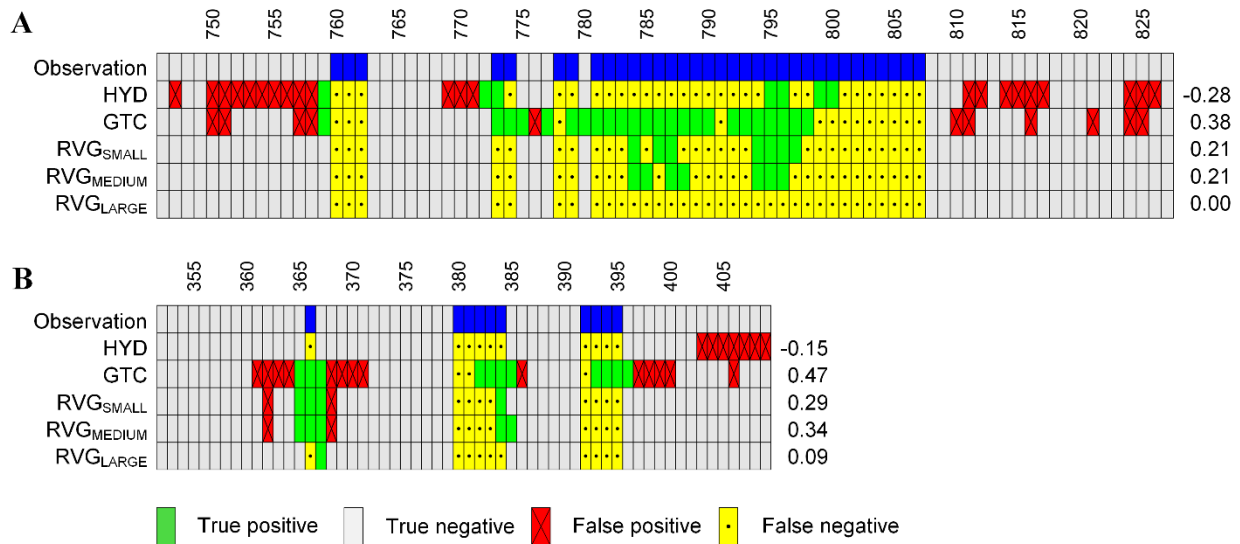 A 750 755 760 765 770 775 780 785 790 795 800 805 810 815 820 825
Observation
HYD -0.28
GTC 0.38
RVGSMALL 0.21
RVGMEDIUM 0.21
RVGLARGE 0.00
B 355 360 365 370 375 380 385 390 395 400 405
Observation
HYD -0.15
GTC 0.47
RVGSMALL 0.29
RVGMEDIUM 0.34
RVGLARGE 0.09
True positive True negative False positive False negative